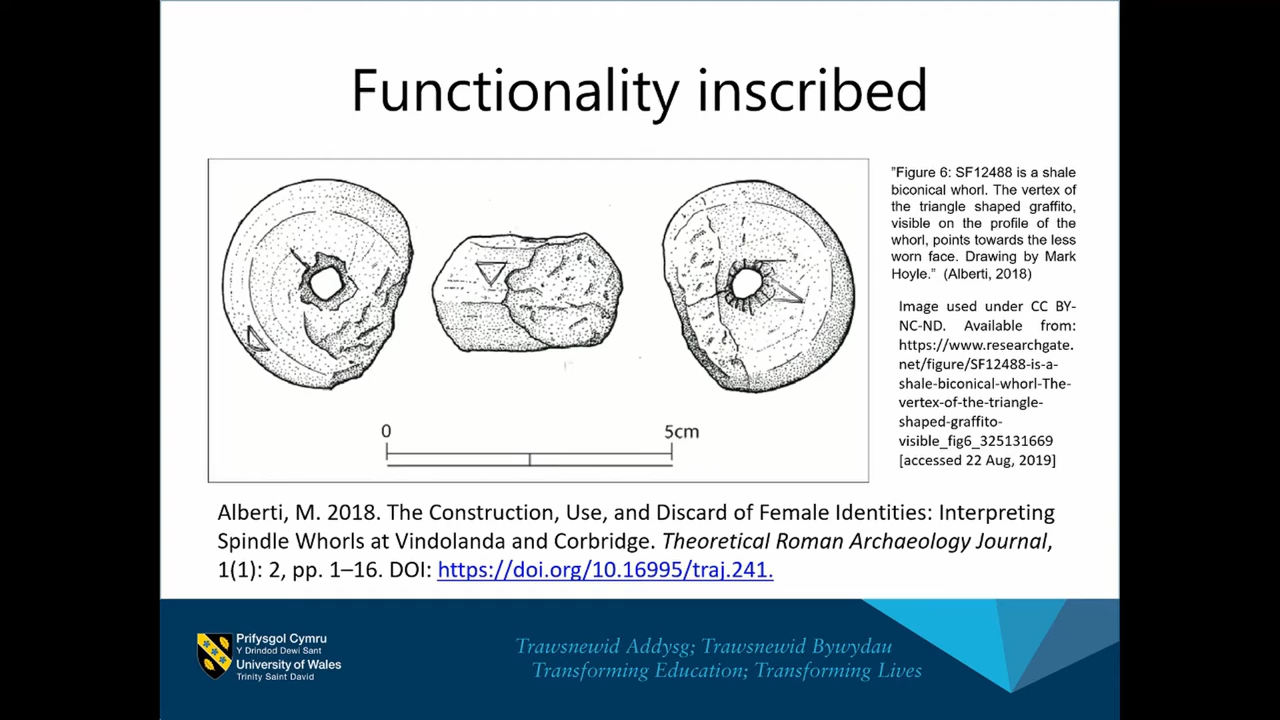 Functionality inscribed
"Figure 6: SF12488 is a shale
biconical whorl. The vertex of
the triangle shaped graffito,
visible on the profile of the
whorl, points towards the less
worn face. Drawing by Mark
Hoyle." (Alberti, 2018)
Image used under CC BY-
NC-ND. Available from:
https://www.researchgate.
net/figure/SF12488-is-a-
shale-biconical-whorl-The-
vertex-of-the-triangle-
shaped-graffito-
visible_fig6_325131669
[accessed 22 Aug, 2019]
0 5cm
Alberti, M. 2018. The Construction, Use, and Discard of Female Identities: Interpreting
Spindle Whorls at Vindolanda and Corbridge. Theoretical Roman Archaeology Journal,
1(1): 2, pp. 1–16. DOI: https://doi.org/10.16995/traj.241.
Prifysgol Cymru
Y Drindod Dewi Sant
University of Wales
Trinity Saint David
Trawsnewid Addysg; Trawsnewid Bywydau
Transforming Education; Transforming Lives